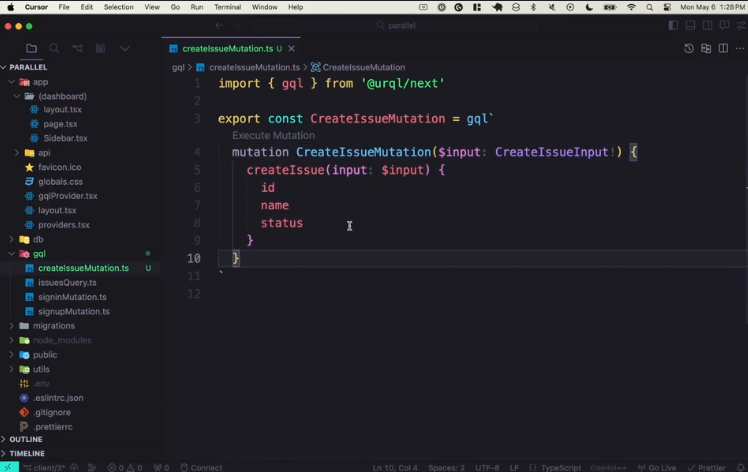 Cursor File Edit Selection View Go Run Terminal Window Help Mon May 6 1:28 PM
parallel
createIssueMutation.ts U
gql > createIssueMutation.ts > CreateIssueMutation
PARALLEL
app
(dashboard)
layout.tsx
page.tsx
Sidebar.tsx
api
favicon.ico
globals.css
gqlProvider.tsx
layout.tsx
providers.tsx
db
gql
createIssueMutation.ts U
issuesQuery.ts
signinMutation.ts
signupMutation.ts
migrations
node_modules
public
utils
.env
.eslintrc.json
.gitignore
.prettierrc
OUTLINE
TIMELINE
1 import { gql } from '@urql/next'
2
3 export const CreateIssueMutation = gql`
Execute Mutation
4 mutation CreateIssueMutation($input: CreateIssueInput!) {
5 createIssue(input: $input) {
6 id
7 name
8 status
9 }
10 }
11 `
12
client/3* 0 0 0 Connect Ln 10, Col 4 Spaces: 2 UTF-8 LF {} TypeScript Copilot++ Go Live Prettier